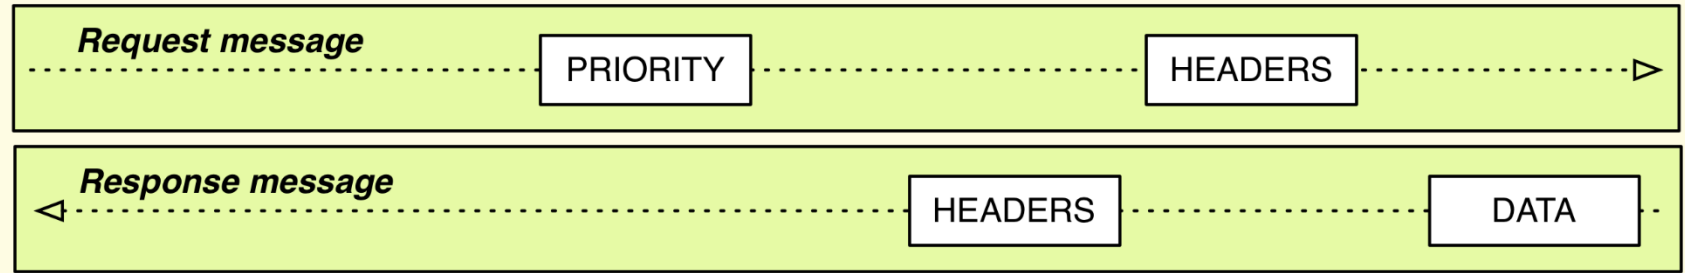 Request message
PRIORITY HEADERS
Response message
HEADERS DATA